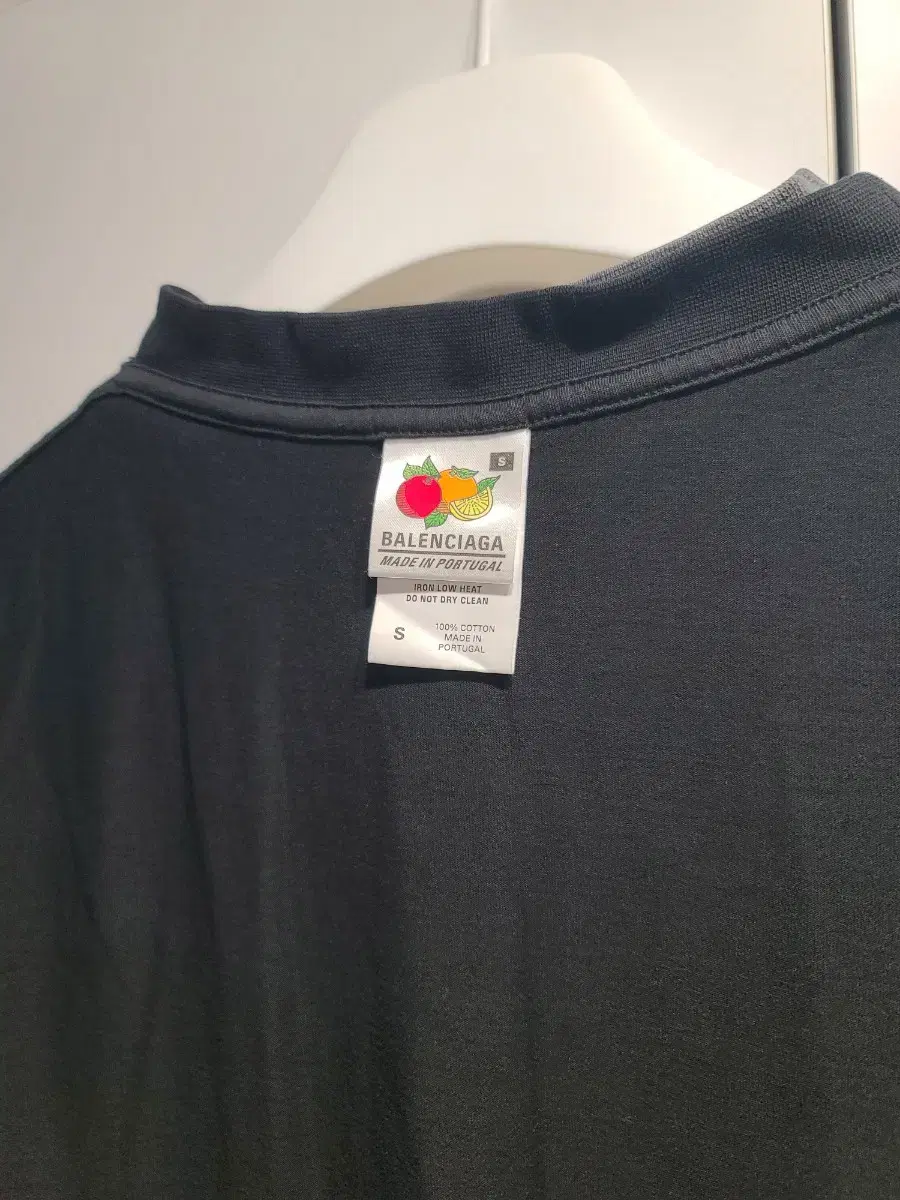 S
BALENCIAGA
MADE IN PORTUGAL
IRON LOW HEAT
DO NOT DRY CLEAN
S
100% COTTON
MADE IN
PORTUGAL